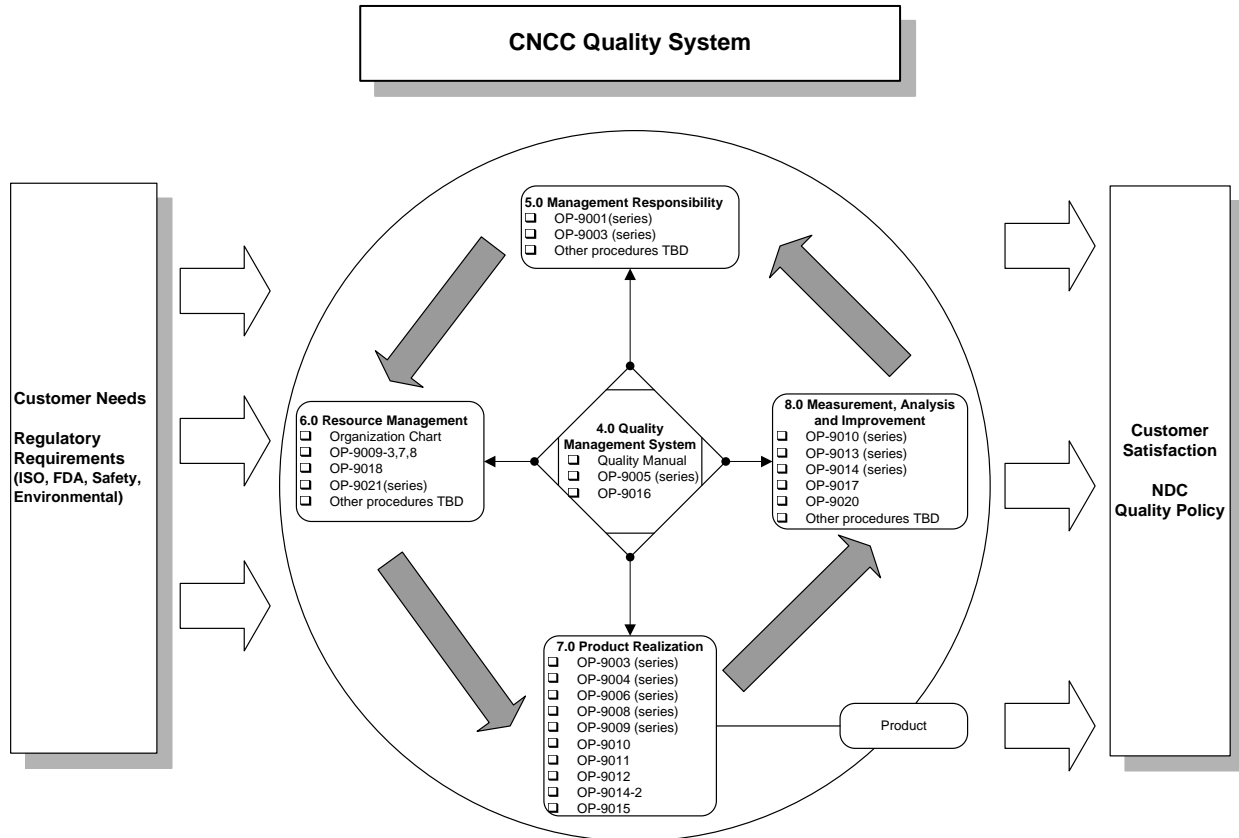 CNCC Quality System
Customer Needs
Regulatory
Requirements
(ISO, FDA, Safety,
Environmental)
5.0 Management Responsibility
❑ OP-9001(series)
❑ OP-9003 (series)
❑ Other procedures TBD
6.0 Resource Management
❑ Organization Chart
❑ OP-9009-3,7,8
❑ OP-9018
❑ OP-9021(series)
❑ Other procedures TBD
4.0 Quality
Management System
❑ Quality Manual
❑ OP-9005 (series)
❑ OP-9016
8.0 Measurement, Analysis
and Improvement
❑ OP-9010 (series)
❑ OP-9013 (series)
❑ OP-9014 (series)
❑ OP-9017
❑ OP-9020
❑ Other procedures TBD
7.0 Product Realization
❑ OP-9003 (series)
❑ OP-9004 (series)
❑ OP-9006 (series)
❑ OP-9008 (series)
❑ OP-9009 (series)
❑ OP-9010
❑ OP-9011
❑ OP-9012
❑ OP-9014-2
❑ OP-9015
Product
Customer
Satisfaction
NDC
Quality Policy